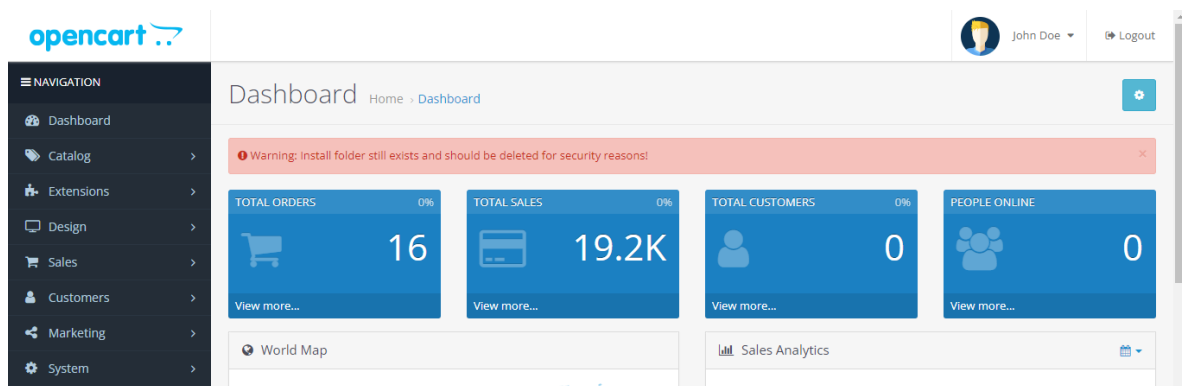 opencart
John Doe
Logout
NAVIGATION
Dashboard Home › Dashboard
Dashboard
Catalog
Warning: Install folder still exists and should be deleted for security reasons! ×
Extensions
TOTAL ORDERS 0%
16
View more...
TOTAL SALES 0%
19.2K
View more...
TOTAL CUSTOMERS 0%
0
View more...
PEOPLE ONLINE
0
View more...
Design
Sales
Customers
Marketing
System
World Map
Sales Analytics